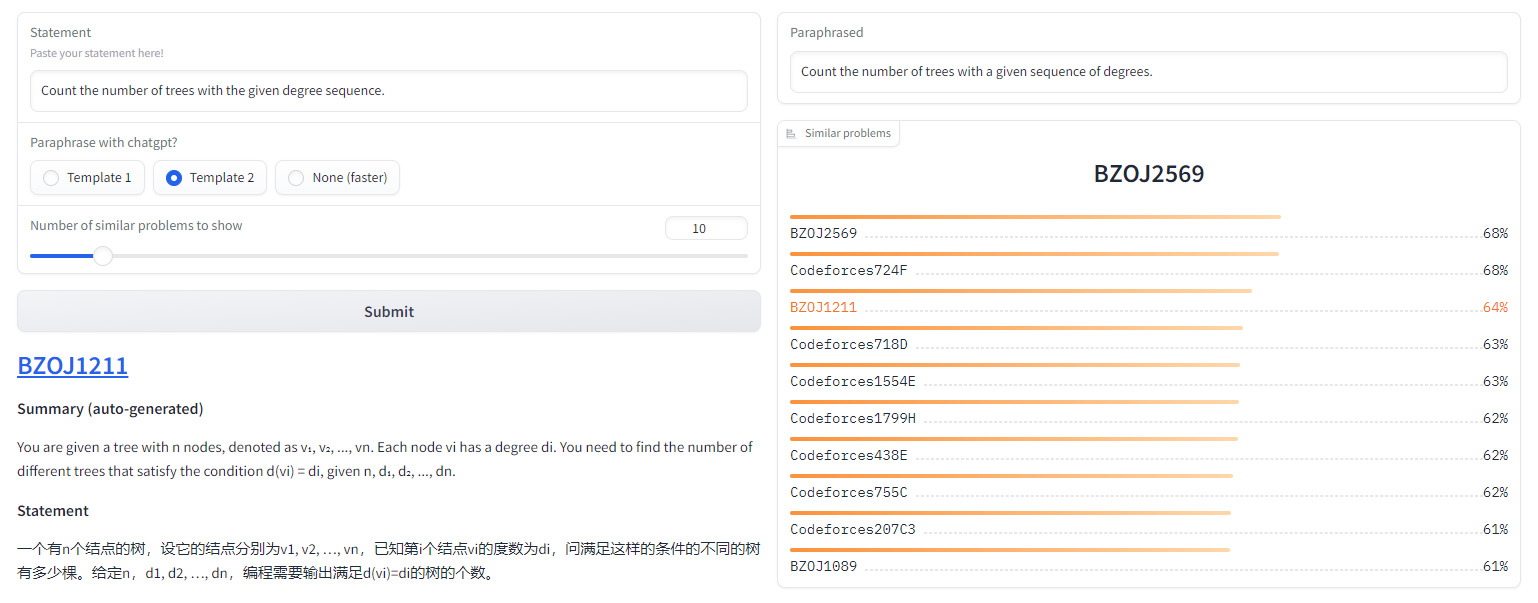 Statement
Paste your statement here!
Count the number of trees with the given degree sequence.
Paraphrase with chatgpt?
Template 1
Template 2
None (faster)
Number of similar problems to show
10
Submit
BZOJ1211
Summary (auto-generated)
You are given a tree with n nodes, denoted as v₁, v₂, ..., vn. Each node vi has a degree di. You need to find the number of
different trees that satisfy the condition d(vi) = di, given n, d₁, d₂, ..., dn.
Statement
一个有n个结点的树，设它的结点分别为v1, v2, …, vn，已知第i个结点vi的度数为di，问满足这样的条件的不同的树
有多少棵。给定n，d1, d2, …, dn，编程需要输出满足d(vi)=di的树的个数。
Paraphrased
Count the number of trees with a given sequence of degrees.
Similar problems
BZOJ2569
BZOJ2569 68%
Codeforces724F 68%
BZOJ1211 64%
Codeforces718D 63%
Codeforces1554E 63%
Codeforces1799H 62%
Codeforces438E 62%
Codeforces755C 62%
Codeforces207C3 61%
BZOJ1089 61%